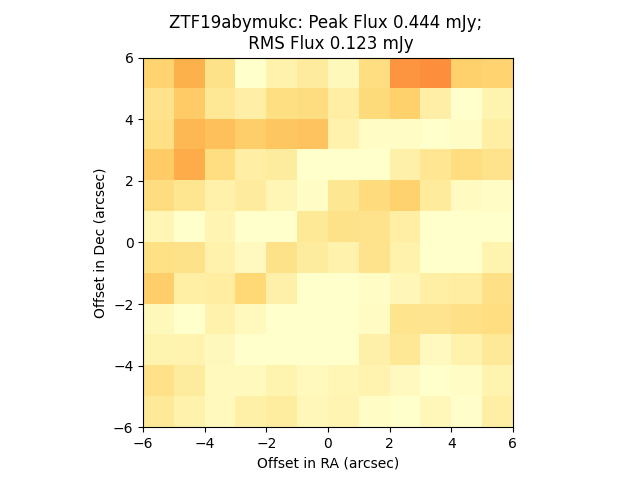 ZTF19abymukc: Peak Flux 0.444 mJy;
RMS Flux 0.123 mJy
6
4
2
0
−2
−4
−6
Offset in Dec (arcsec)
−6 −4 −2 0 2 4 6
Offset in RA (arcsec)